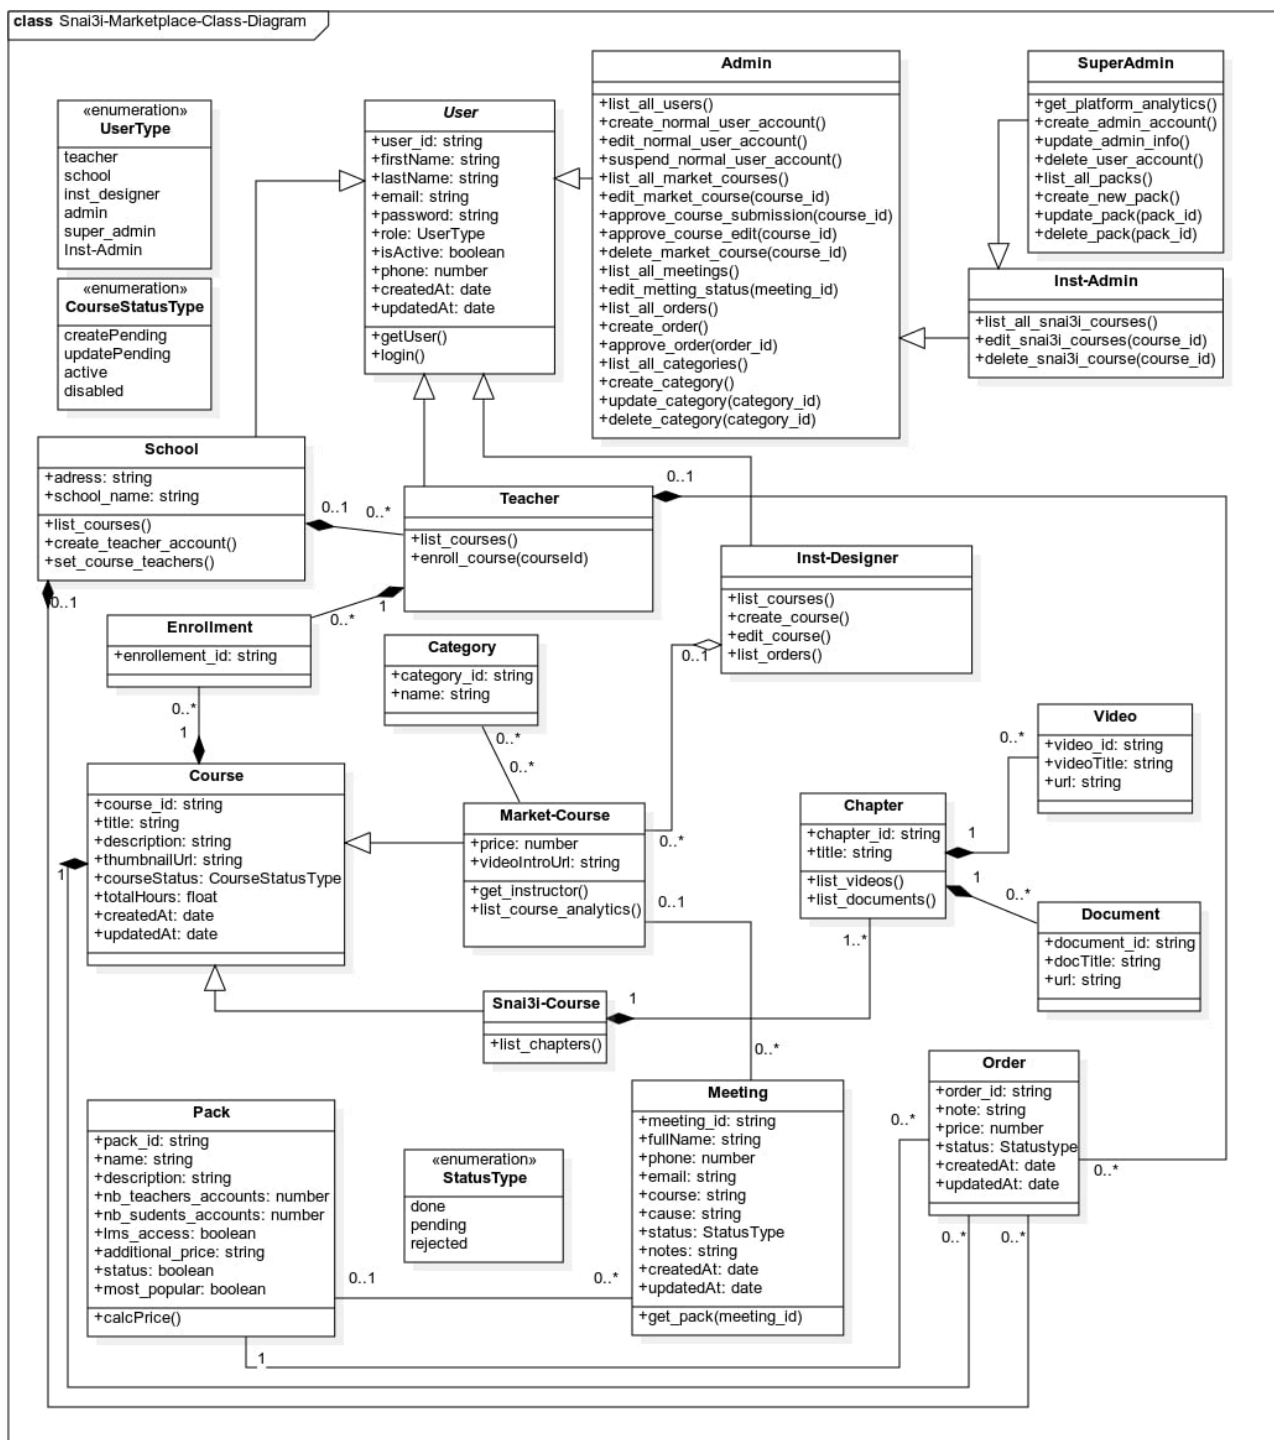 class Snai3i-Marketplace-Class-Diagram
«enumeration»
UserType
teacher
school
inst_designer
admin
super_admin
Inst-Admin
«enumeration»
CourseStatusType
createPending
updatePending
active
disabled
User
+user_id: string
+firstName: string
+lastName: string
+email: string
+password: string
+role: UserType
+isActive: boolean
+phone: number
+createdAt: date
+updatedAt: date
+getUser()
+login()
Admin
+list_all_users()
+create_normal_user_account()
+edit_normal_user_account()
+suspend_normal_user_account()
+list_all_market_courses()
+edit_market_course(course_id)
+approve_course_submission(course_id)
+approve_course_edit(course_id)
+delete_market_course(course_id)
+list_all_meetings()
+edit_metting_status(meeting_id)
+list_all_orders()
+create_order()
+approve_order(order_id)
+list_all_categories()
+create_category()
+update_category(category_id)
+delete_category(category_id)
SuperAdmin
+get_platform_analytics()
+create_admin_account()
+update_admin_info()
+delete_user_account()
+list_all_packs()
+create_new_pack()
+update_pack(pack_id)
+delete_pack(pack_id)
Inst-Admin
+list_all_snai3i_courses()
+edit_snai3i_courses(course_id)
+delete_snai3i_course(course_id)
School
+adress: string
+school_name: string
+list_courses()
+create_teacher_account()
+set_course_teachers()
0..1
0..*
0..1
Teacher
+list_courses()
+enroll_course(courseId)
0..1
1
0..*
Inst-Designer
+list_courses()
+create_course()
+edit_course()
+list_orders()
0..1
Enrollment
+enrollement_id: string
0..*
1
Category
+category_id: string
+name: string
0..*
0..*
Course
+course_id: string
+title: string
+description: string
+thumbnailUrl: string
+courseStatus: CourseStatusType
+totalHours: float
+createdAt: date
+updatedAt: date
1
Market-Course
+price: number
+videoIntroUrl: string
+get_instructor()
+list_course_analytics()
0..*
0..1
Chapter
+chapter_id: string
+title: string
+list_videos()
+list_documents()
1
1
1..*
Video
+video_id: string
+videoTitle: string
+url: string
0..*
Document
+document_id: string
+docTitle: string
+url: string
0..*
Snai3i-Course
+list_chapters()
1
0..*
Pack
+pack_id: string
+name: string
+description: string
+nb_teachers_accounts: number
+nb_sudents_accounts: number
+lms_access: boolean
+additional_price: string
+status: boolean
+most_popular: boolean
+calcPrice()
0..1
1
«enumeration»
StatusType
done
pending
rejected
Meeting
+meeting_id: string
+fullName: string
+phone: number
+email: string
+course: string
+cause: string
+status: StatusType
+notes: string
+createdAt: date
+updatedAt: date
+get_pack(meeting_id)
0..*
Order
+order_id: string
+note: string
+price: number
+status: Statustype
+createdAt: date
+updatedAt: date
0..*
0..*
0..*
0..*